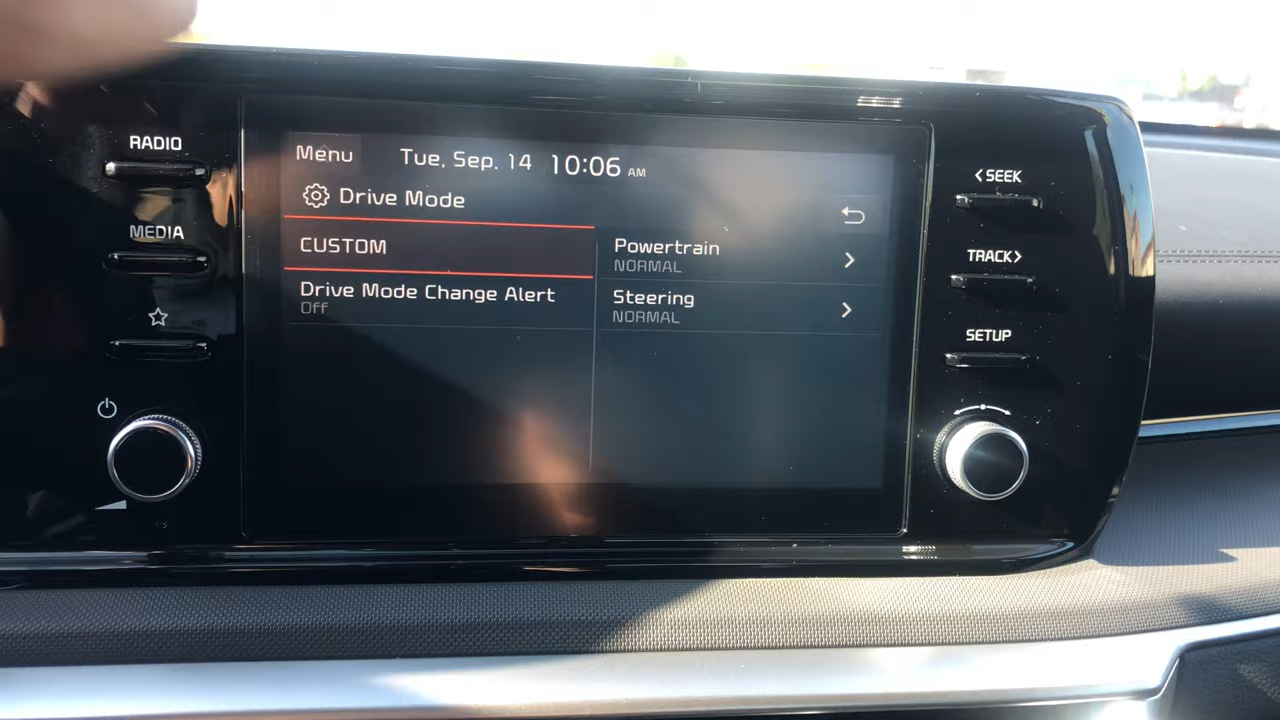 RADIO
MEDIA
Menu
Tue, Sep. 14 10:06 AM
Drive Mode
CUSTOM
Drive Mode Change Alert
Off
Powertrain
NORMAL
Steering
NORMAL
<SEEK
TRACK>
SETUP